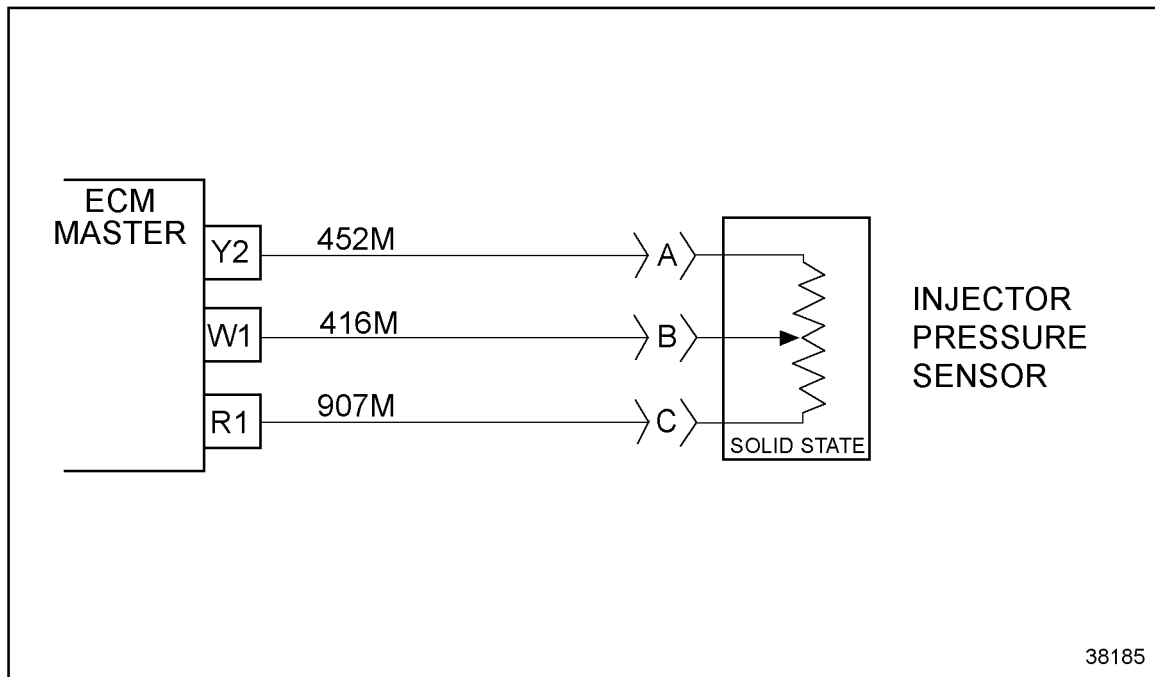 ECM
MASTER
Y2
452M
A
W1
416M
B
R1
907M
C
SOLID STATE
INJECTOR
PRESSURE
SENSOR
38185